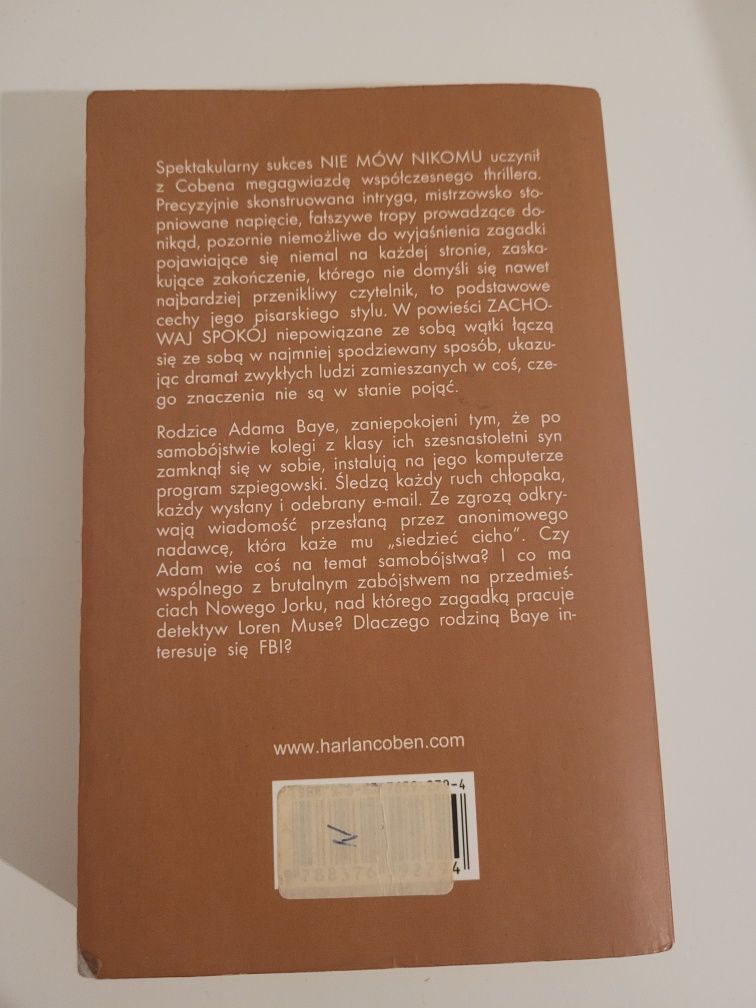 Spektakularny sukces NIE MÓW NIKOMU uczynił
z Cobena megagwiazdę współczesnego thrillera.
Precyzyjnie skonstruowana intryga, mistrzowsko sto-
pniowane napięcie, fałszywe tropy prowadzące do-
nikąd, pozornie niemożliwe do wyjaśnienia zagadki
pojawiające się niemal na każdej stronie, zaska-
kujące zakończenie, którego nie domyśli się nawet
najbardziej przenikliwy czytelnik, to podstawowe
cechy jego pisarskiego stylu. W powieści ZACHO-
WAJ SPOKÓJ niepowiązane ze sobą wątki łączą
się ze sobą w najmniej spodziewany sposób, ukazu-
jąc dramat zwykłych ludzi zamieszanych w coś, cze-
go znaczenia nie są w stanie pojąć.
Rodzice Adama Baye, zaniepokojeni tym, że po
samobójstwie kolegi z klasy ich szesnastoletni syn
zamknął się w sobie, instalują na jego komputerze
program szpiegowski. Śledzą każdy ruch chłopaka,
każdy wysłany i odebrany e-mail. Ze zgrozą odkry-
wają wiadomość przesłaną przez anonimowego
nadawcę, która każe mu „siedzieć cicho". Czy
Adam wie coś na temat samobójstwa? I co ma
wspólnego z brutalnym zabójstwem na przedmieś-
ciach Nowego Jorku, nad którego zagadką pracuje
detektyw Loren Muse? Dlaczego rodziną Baye in-
teresuje się FBI?
www.harlancoben.com